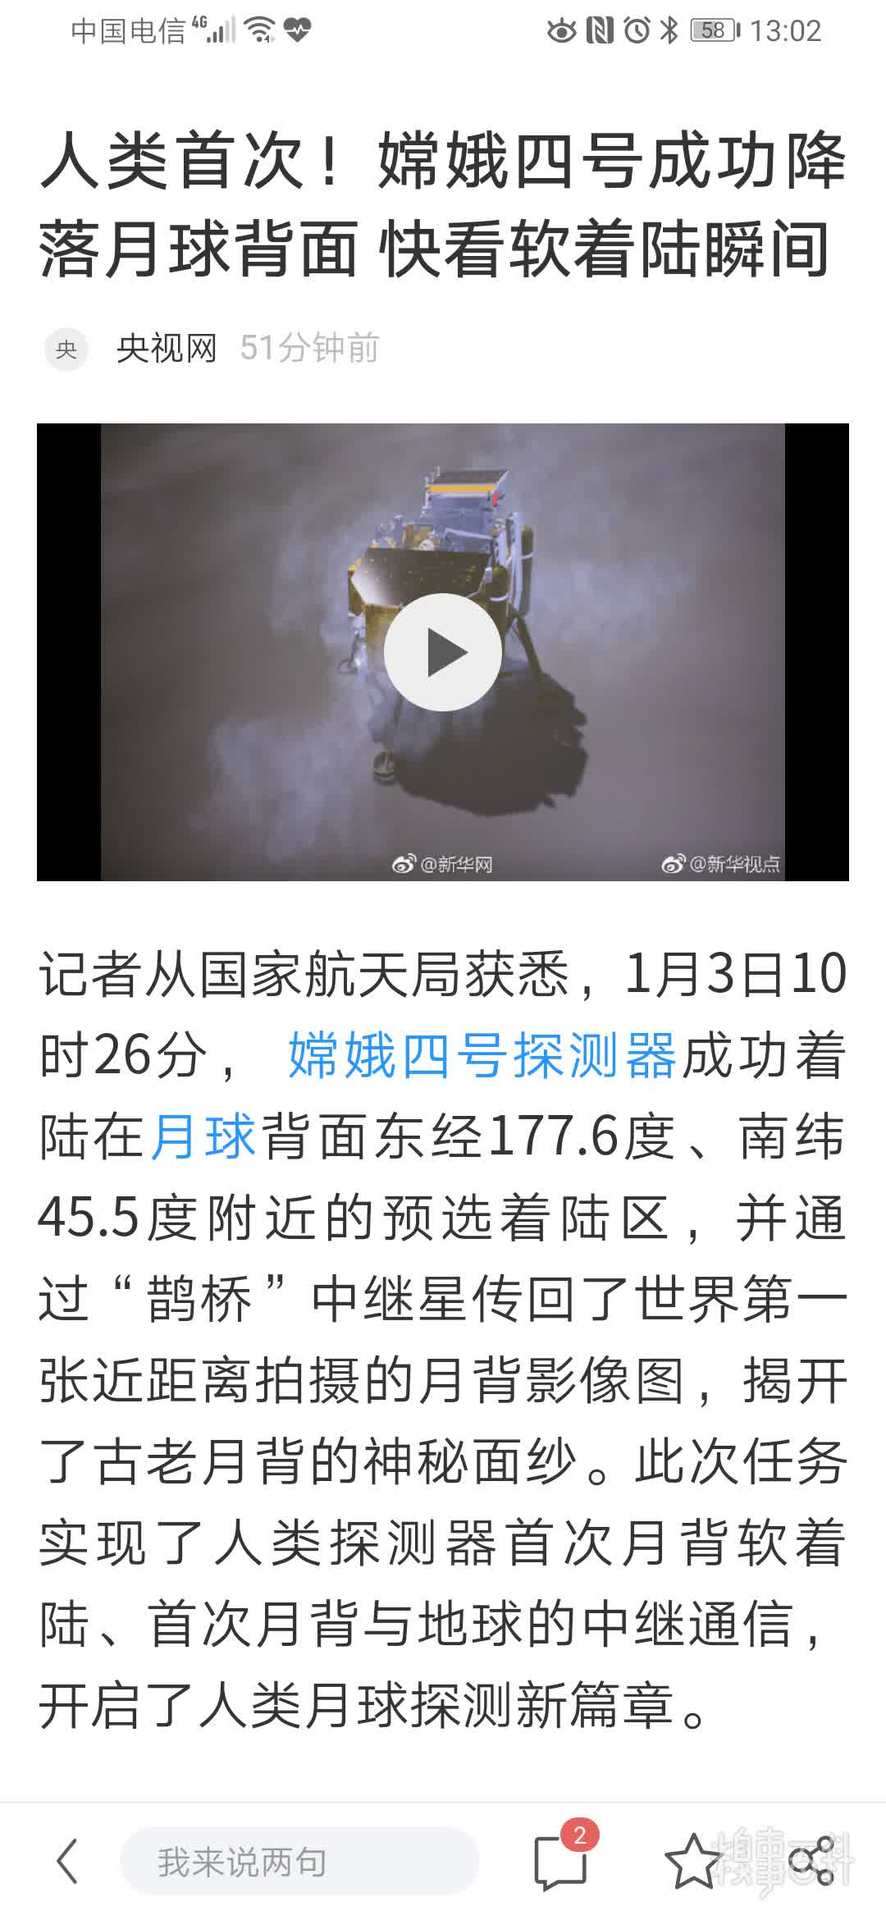 中国电信 4G 58 13:02
人类首次！嫦娥四号成功降
落月球背面 快看软着陆瞬间
央 央视网 51分钟前
@新华网 @新华视点
记者从国家航天局获悉，1月3日10
时26分， 嫦娥四号探测器成功着
陆在月球背面东经177.6度、南纬
45.5度附近的预选着陆区，并通
过“鹊桥”中继星传回了世界第一
张近距离拍摄的月背影像图，揭开
了古老月背的神秘面纱。此次任务
实现了人类探测器首次月背软着
陆、首次月背与地球的中继通信，
开启了人类月球探测新篇章。
我来说两句 2
糗事百科